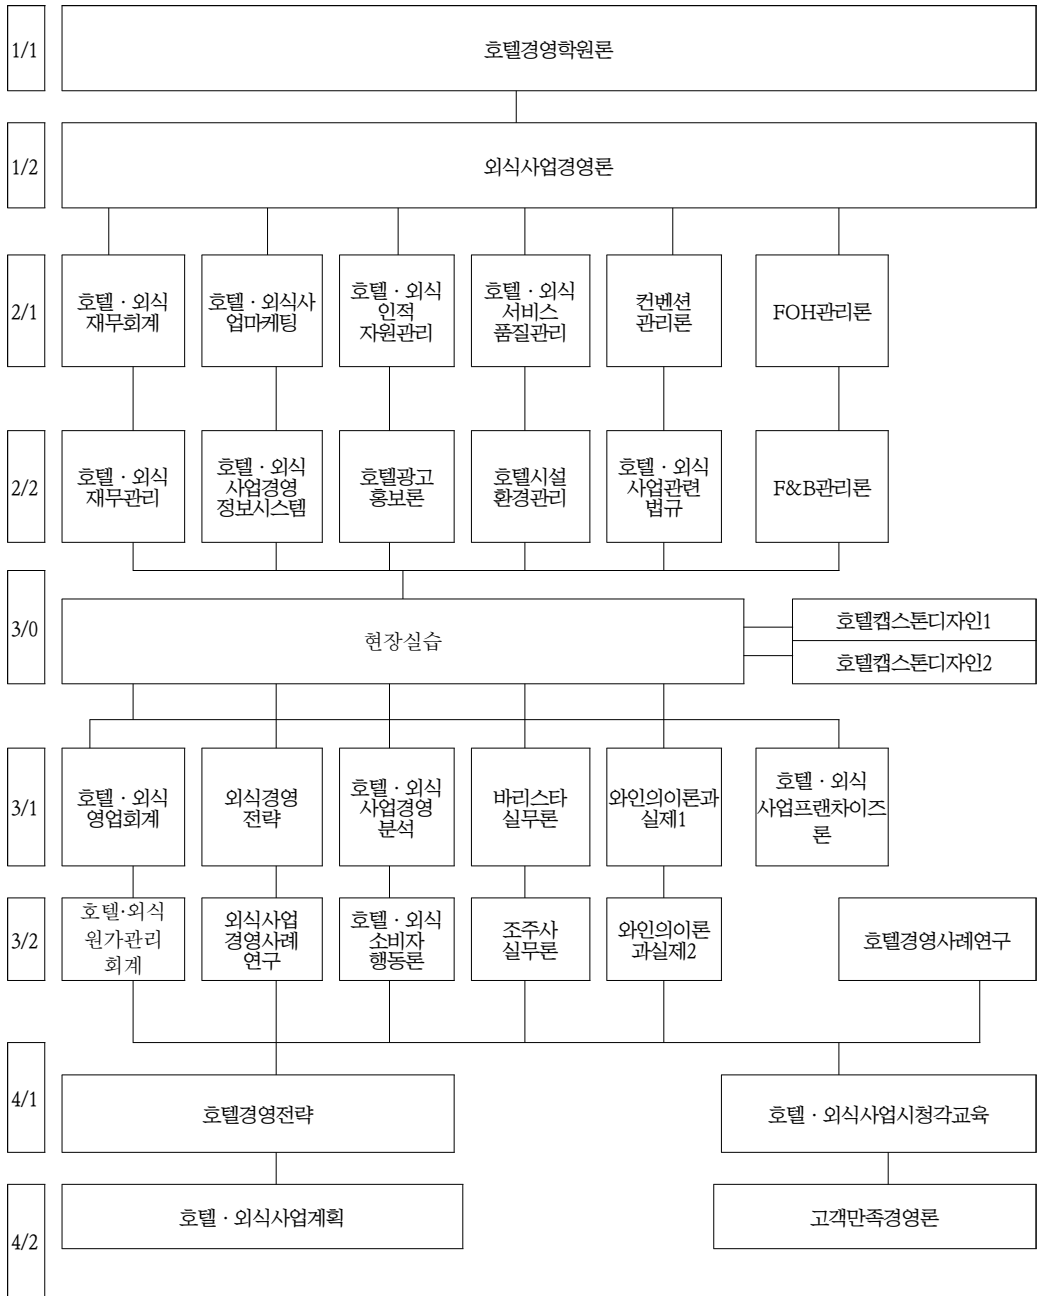 1/1
호텔경영학원론
1/2
외식사업경영론
2/1
호텔 · 외식
재무회계
호텔 · 외식사
업마케팅
호텔 · 외식
인적
자원관리
호텔 · 외식
서비스
품질관리
컨벤션
관리론
FOH관리론
2/2
호텔 · 외식
재무관리
호텔 · 외식
사업경영
정보시스템
호텔광고
홍보론
호텔시설
환경관리
호텔 · 외식
사업관련
법규
F&B관리론
3/0
현장실습
호텔캡스톤디자인1
호텔캡스톤디자인2
3/1
호텔 · 외식
영업회계
외식경영
전략
호텔 · 외식
사업경영
분석
바리스타
실무론
와인의이론과
실제1
호텔 · 외식
사업프랜차이즈
론
3/2
호텔·외식
원가관리
회계
외식사업
경영사례
연구
호텔 · 외식
소비자
행동론
조주사
실무론
와인의이론
과실제2
호텔경영사례연구
4/1
호텔경영전략
호텔 · 외식사업시청각교육
4/2
호텔 · 외식사업계획
고객만족경영론